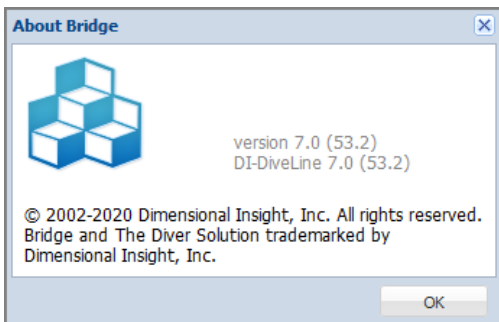 About Bridge
version 7.0 (53.2)
DI-DiveLine 7.0 (53.2)
© 2002-2020 Dimensional Insight, Inc. All rights reserved.
Bridge and The Diver Solution trademarked by
Dimensional Insight, Inc.
OK